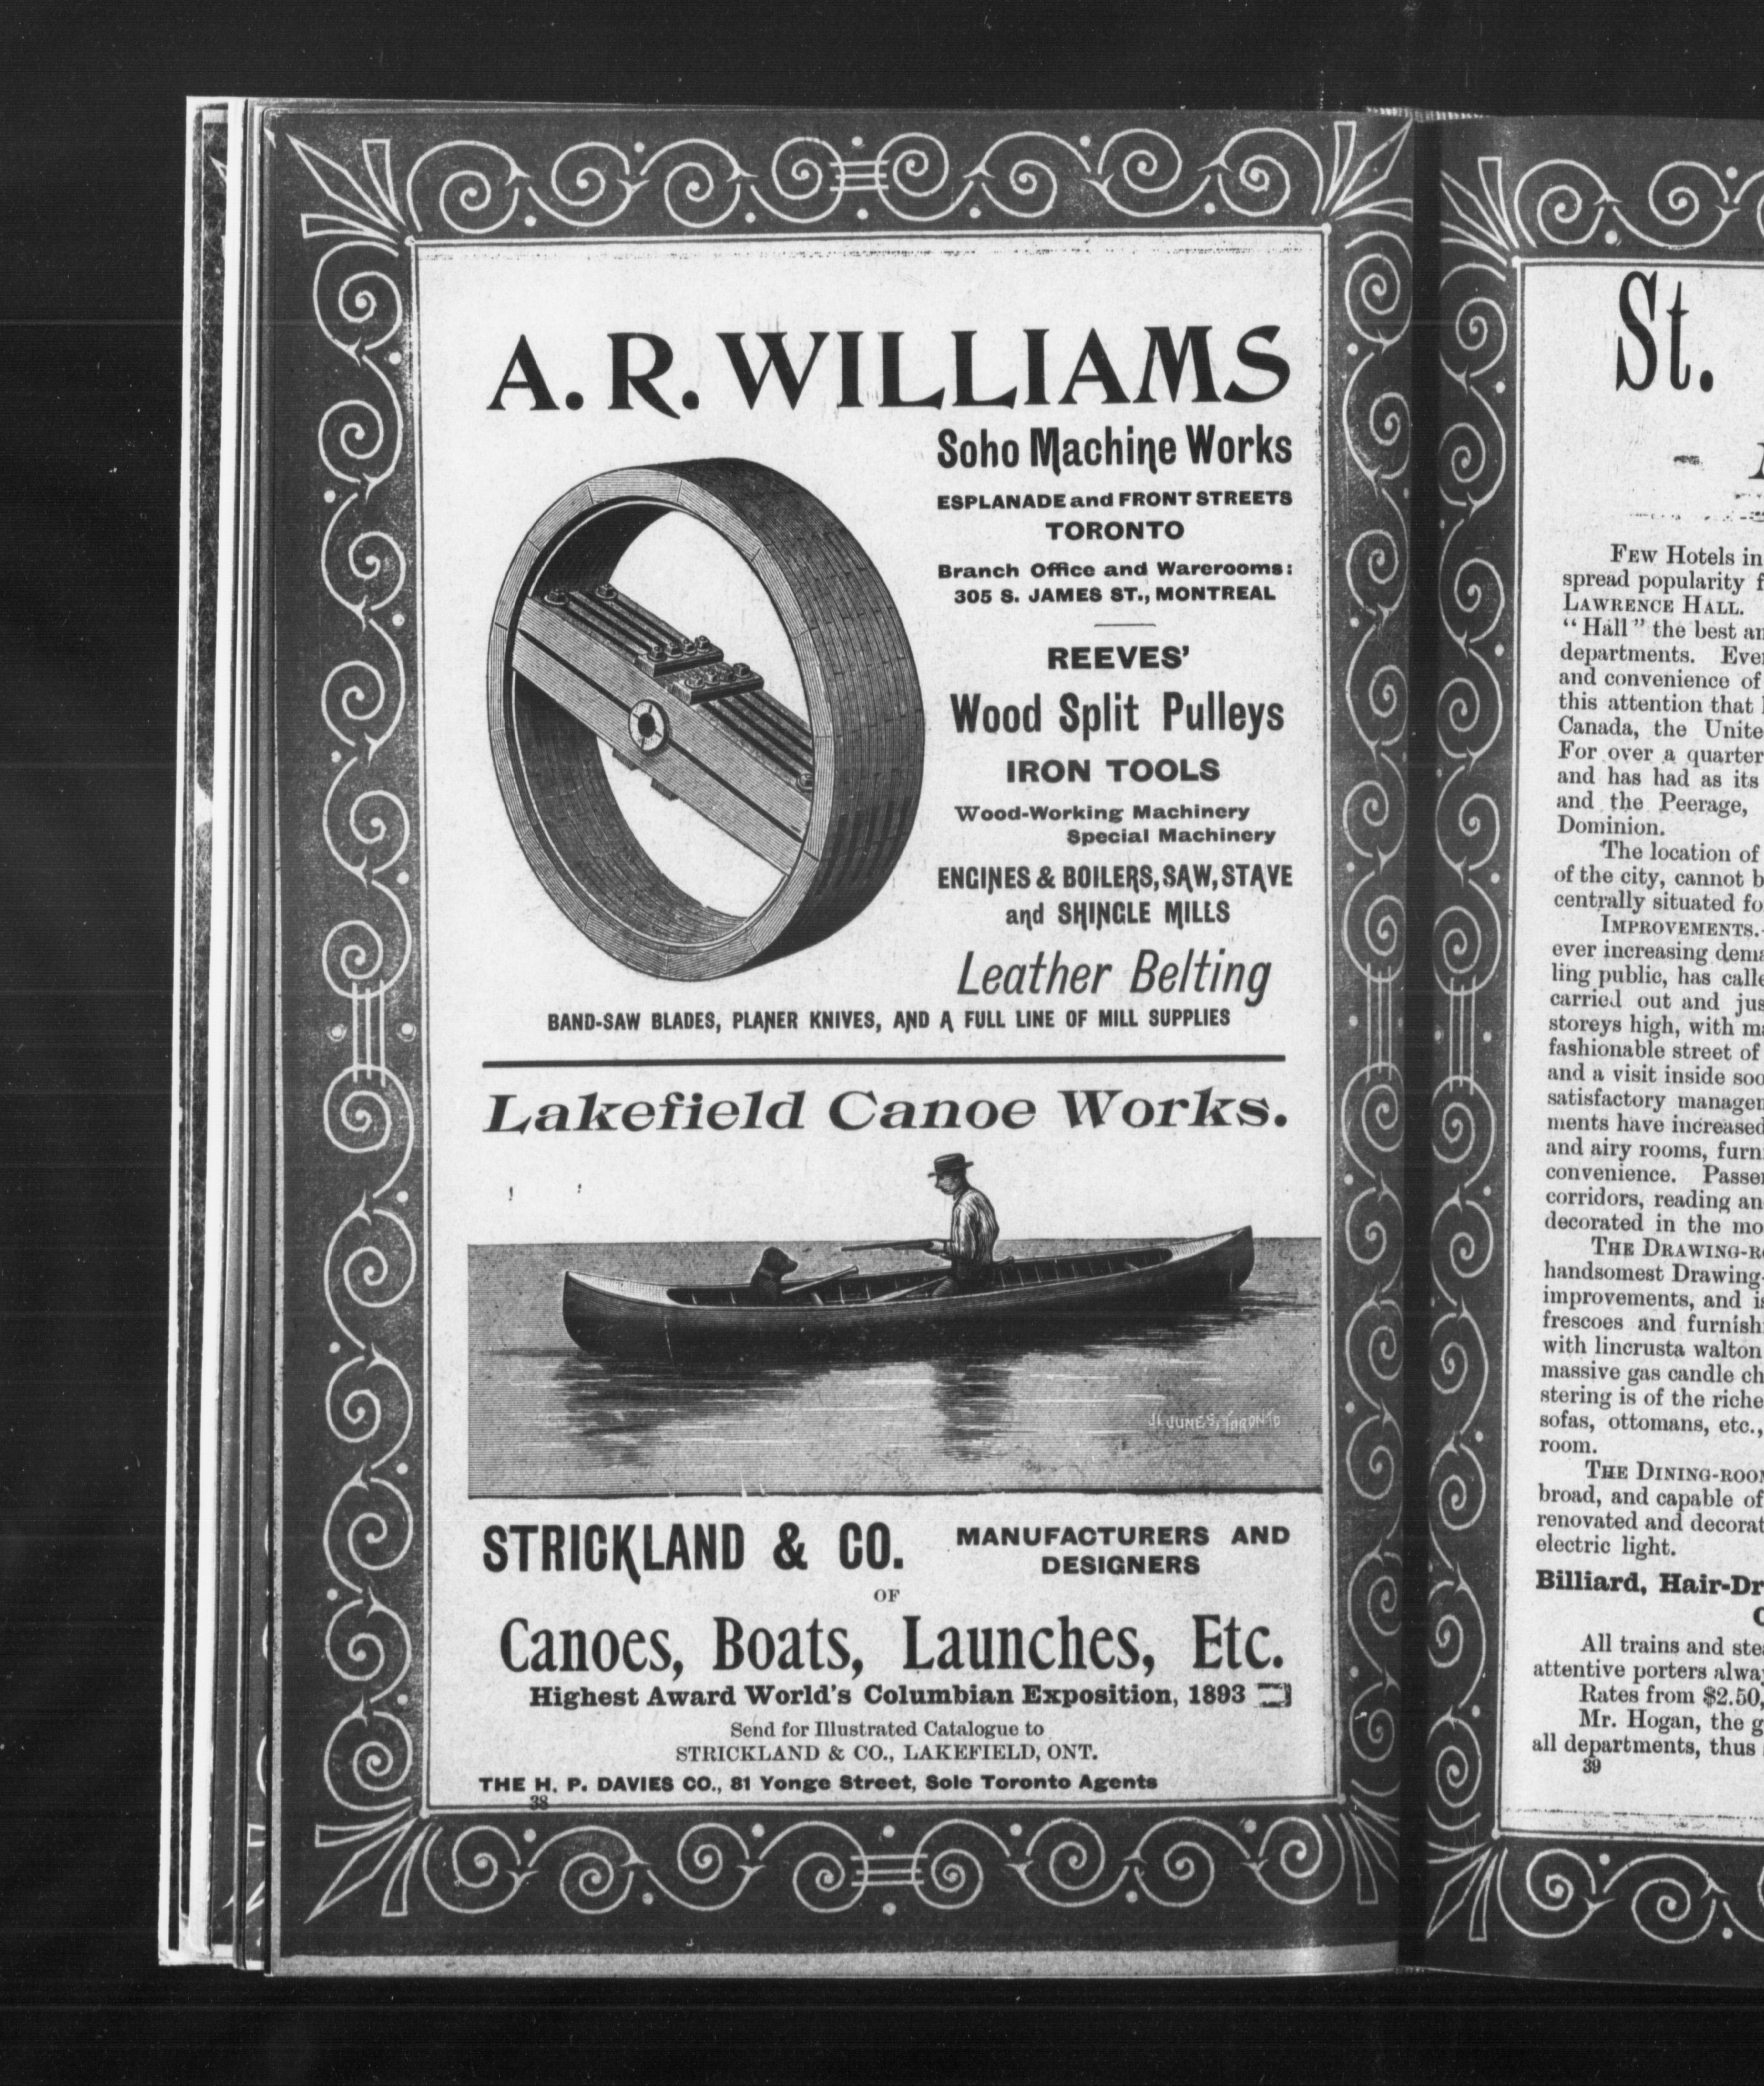 A. R. WILLIAMS
Soho Machine Works
ESPLANADE and FRONT STREETS
TORONTO
Branch Office and Warerooms:
305 S. JAMES ST., MONTREAL
REEVES'
Wood Split Pulleys
IRON TOOLS
Wood-Working Machinery
Special Machinery
ENGINES & BOILERS, SAW, STAVE
and SHINGLE MILLS
Leather Belting
BAND-SAW BLADES, PLANER KNIVES, AND A FULL LINE OF MILL SUPPLIES
Lakefield Canoe Works.
TORONTO
STRICKLAND & CO. MANUFACTURERS AND
DESIGNERS
OF
Canoes, Boats, Launches, Etc.
Highest Award World's Columbian Exposition, 1893
Send for Illustrated Catalogue to
STRICKLAND & CO., LAKEFIELD, ONT.
THE H. P. DAVIES CO., 81 Yonge Street, Sole Toronto Agents
38
St.
FEW Hotels in
spread popularity f
LAWRENCE HALL.
"Hall" the best an
departments. Eve
and convenience of
this attention that
Canada, the Unite
For over a quarter
and has had as its
and the Peerage,
Dominion.
The location of
of the city, cannot b
centrally situated fo
IMPROVEMENTS.
ever increasing dema
ling public, has calle
carried out and jus
storeys high, with ma
fashionable street of
and a visit inside soo
satisfactory manager
ments have increased
and airy rooms, furn
convenience. Passe
corridors, reading an
decorated in the mo
THE DRAWING-R
handsomest Drawing-
improvements, and i
frescoes and furnish
with lincrusta walton
massive gas candle ch
stering is of the riche
sofas, ottomans, etc.,
room.
THE DINING-ROO
broad, and capable of
renovated and decorat
electric light.
Billiard, Hair-Dr
All trains and ste
attentive porters alwa
Rates from $2.50,
Mr. Hogan, the g
all departments, thus
39